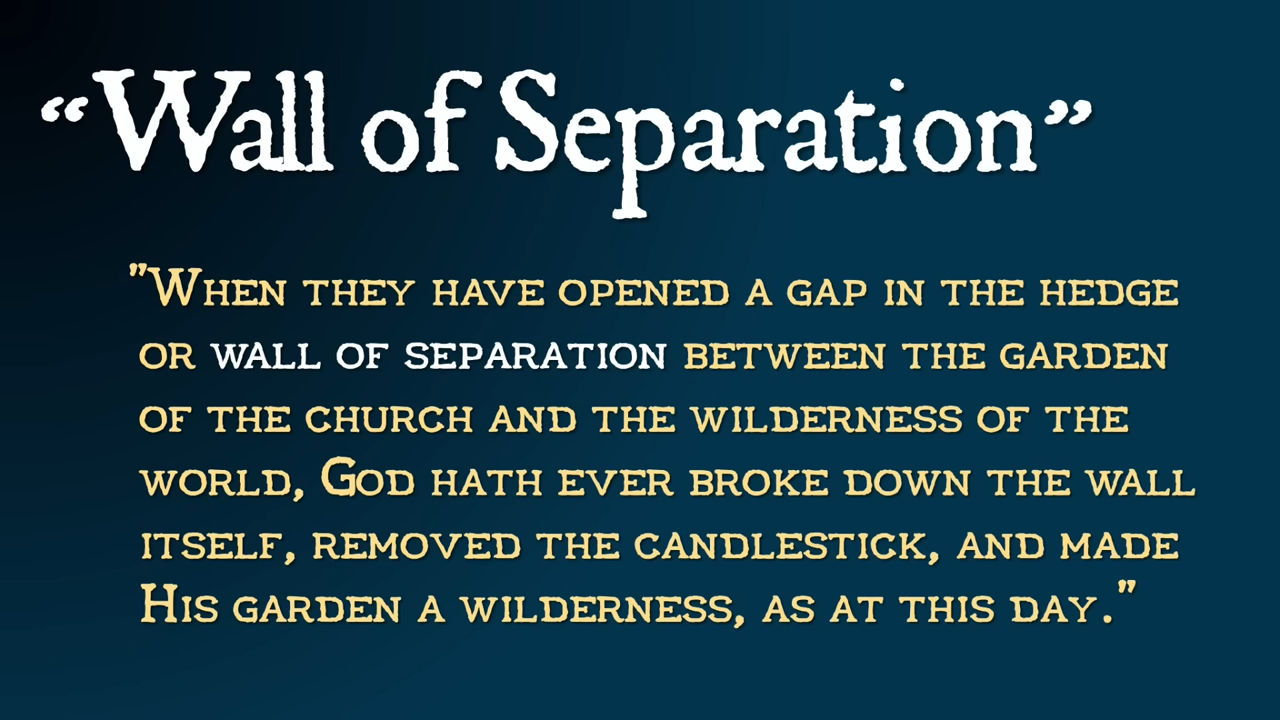 “Wall of Separation”
"When they have opened a gap in the hedge
or wall of separation between the garden
of the church and the wilderness of the
world, God hath ever broke down the wall
itself, removed the candlestick, and made
His garden a wilderness, as at this day."